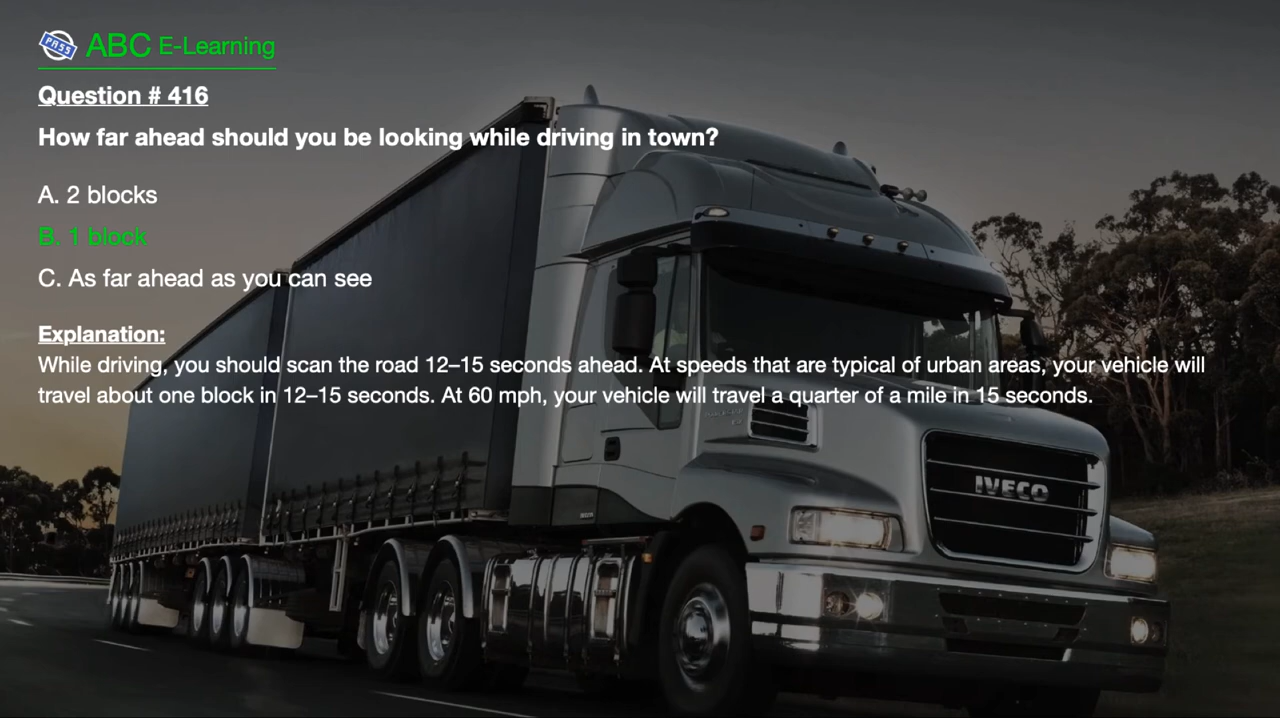 PASS ABC E-Learning
Question # 416
How far ahead should you be looking while driving in town?
A. 2 blocks
B. 1 block
C. As far ahead as you can see
Explanation:
While driving, you should scan the road 12–15 seconds ahead. At speeds that are typical of urban areas, your vehicle will
travel about one block in 12–15 seconds. At 60 mph, your vehicle will travel a quarter of a mile in 15 seconds.
IVECO